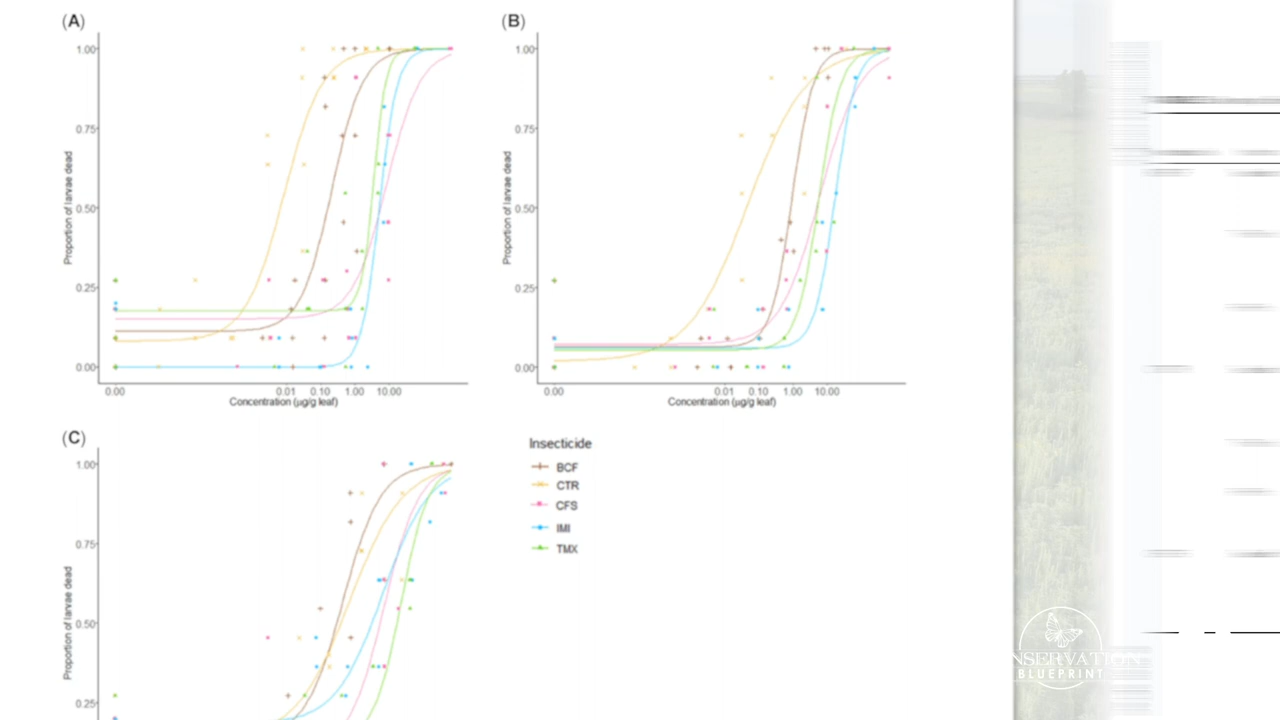 (A)
1.00
0.75
0.50
0.25
0.00
Proportion of larvae dead
0.00 0.01 0.10 1.00 10.00
Concentration (µg/g leaf)
(B)
1.00
0.75
0.50
0.25
0.00
Proportion of larvae dead
0.00 0.01 0.10 1.00 10.00
Concentration (µg/g leaf)
(C)
1.00
0.75
0.50
0.25
Proportion of larvae dead
Insecticide
BCF
CTR
CFS
IMI
TMX
NSERVATION
BLUEPRINT